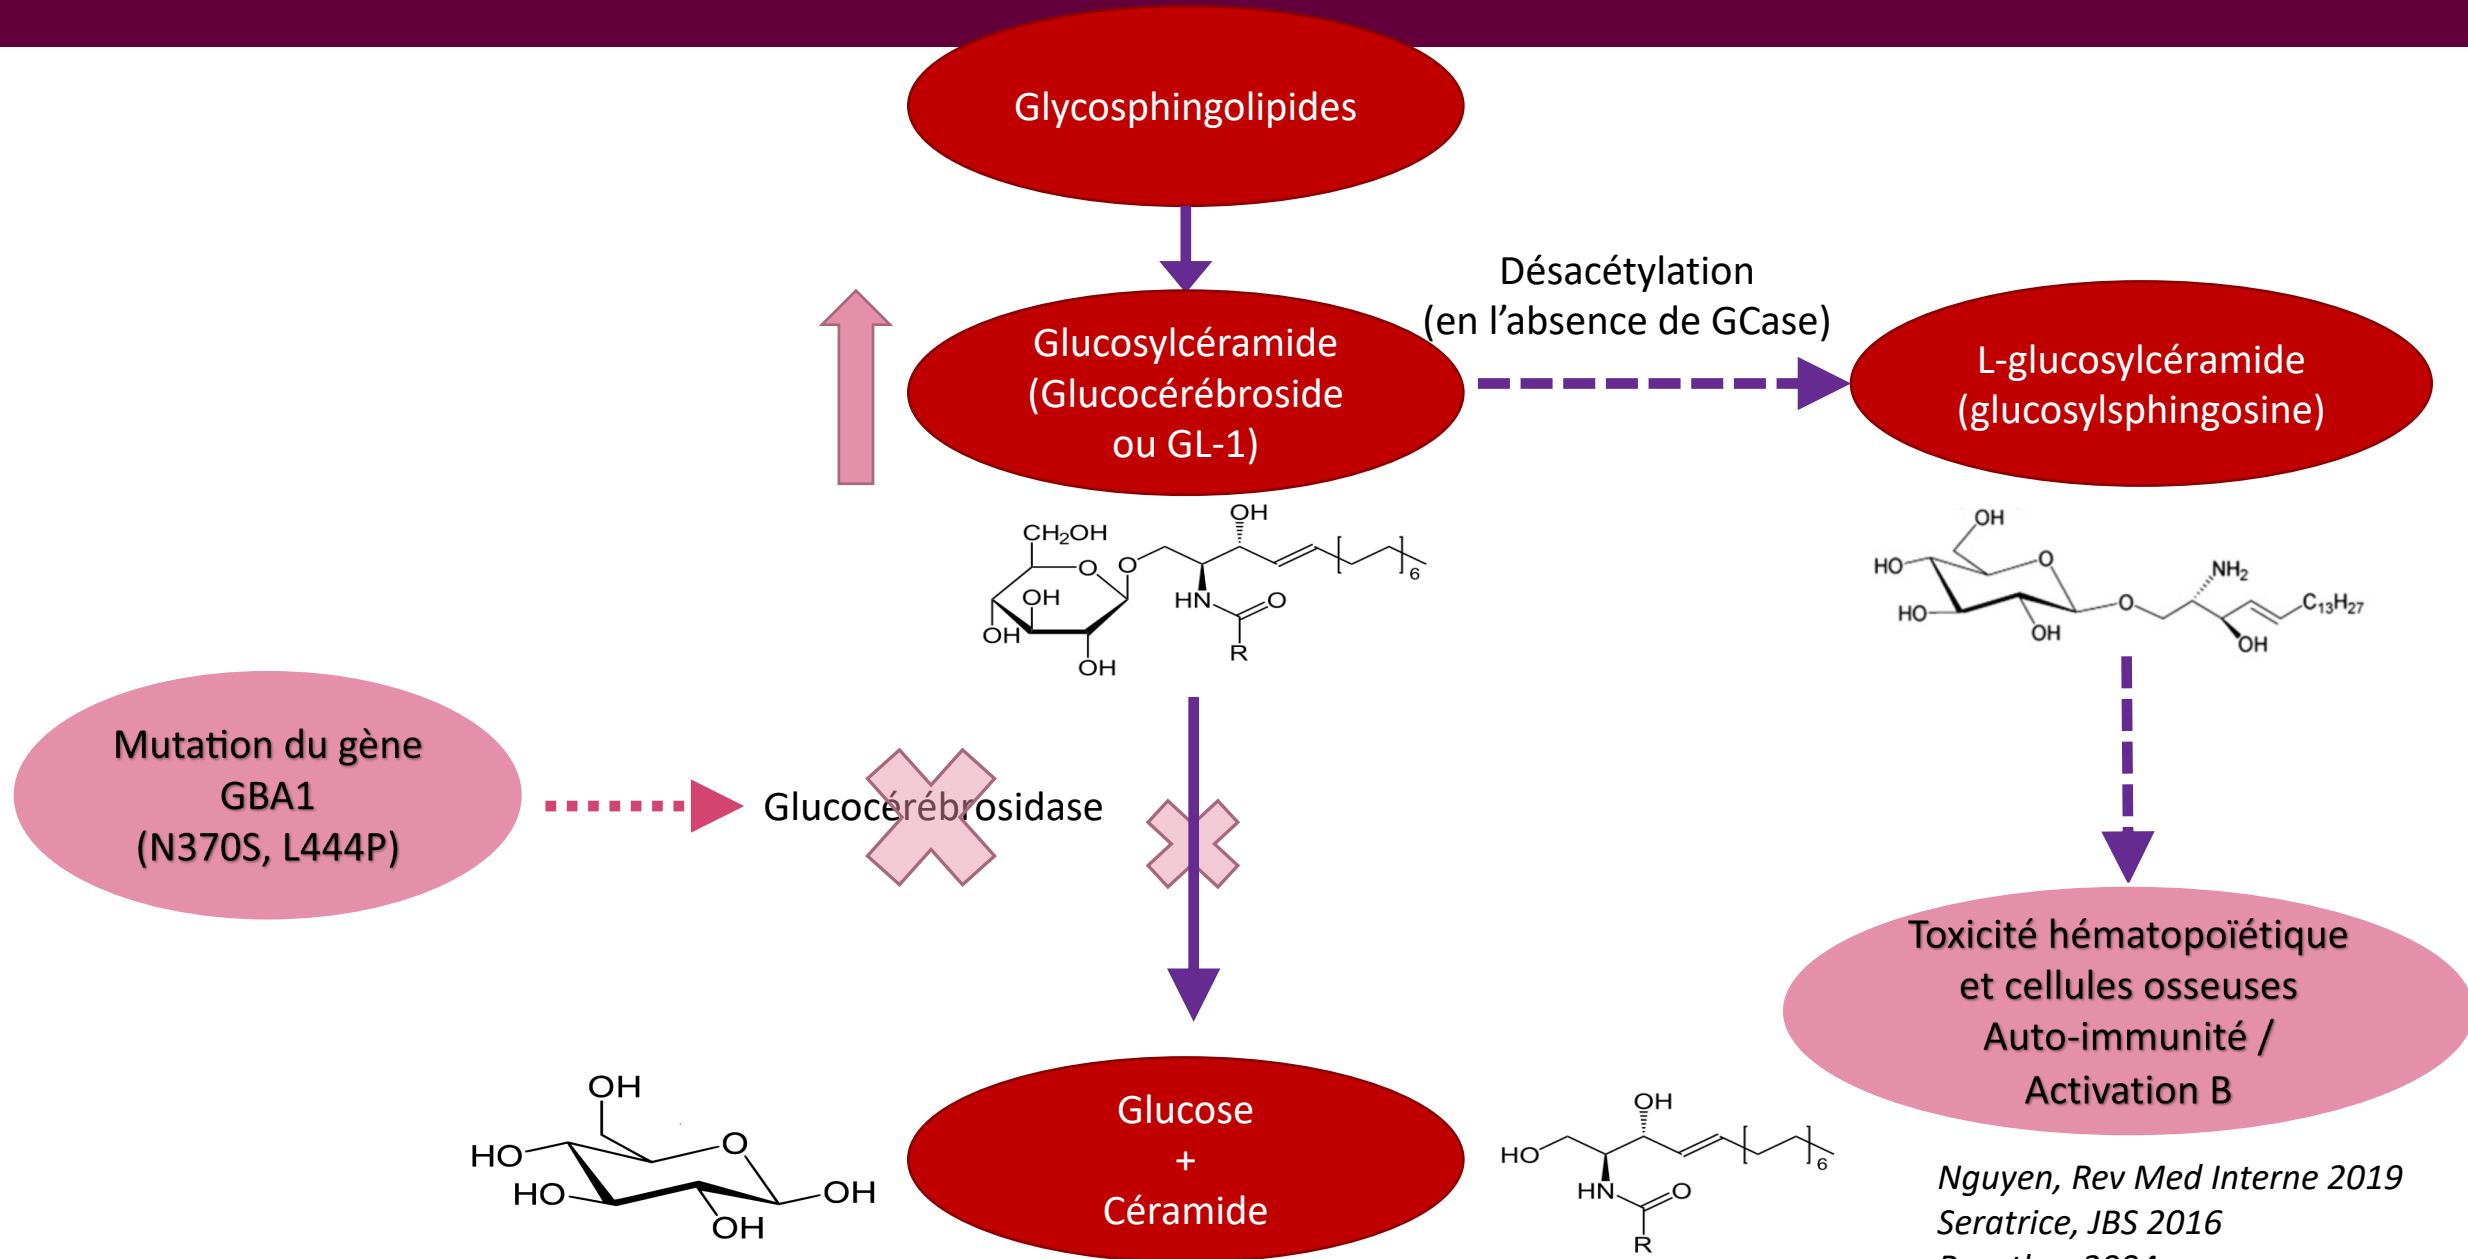 Glycosphingolipides
Désacétylation
(en l'absence de GCase)
Glucosylcéramide
(Glucocérébroside
ou GL-1)
L-glucosylcéramide
(glucosylsphingosine)
CH₂OH
O
OH
OH
OH
O
OH
HN
O
R
6
OH
HO
HO
O
OH
O
NH₂
OH
C₁₃H₂₇
Mutation du gène
GBA1
(N370S, L444P)
Glucocérébrosidase
Toxicité hématopoïétique
et cellules osseuses
Auto-immunité /
Activation B
OH
HO
HO
O
OH
OH
Glucose
+
Céramide
HO
OH
HN
O
R
6
Nguyen, Rev Med Interne 2019
Seratrice, JBS 2016